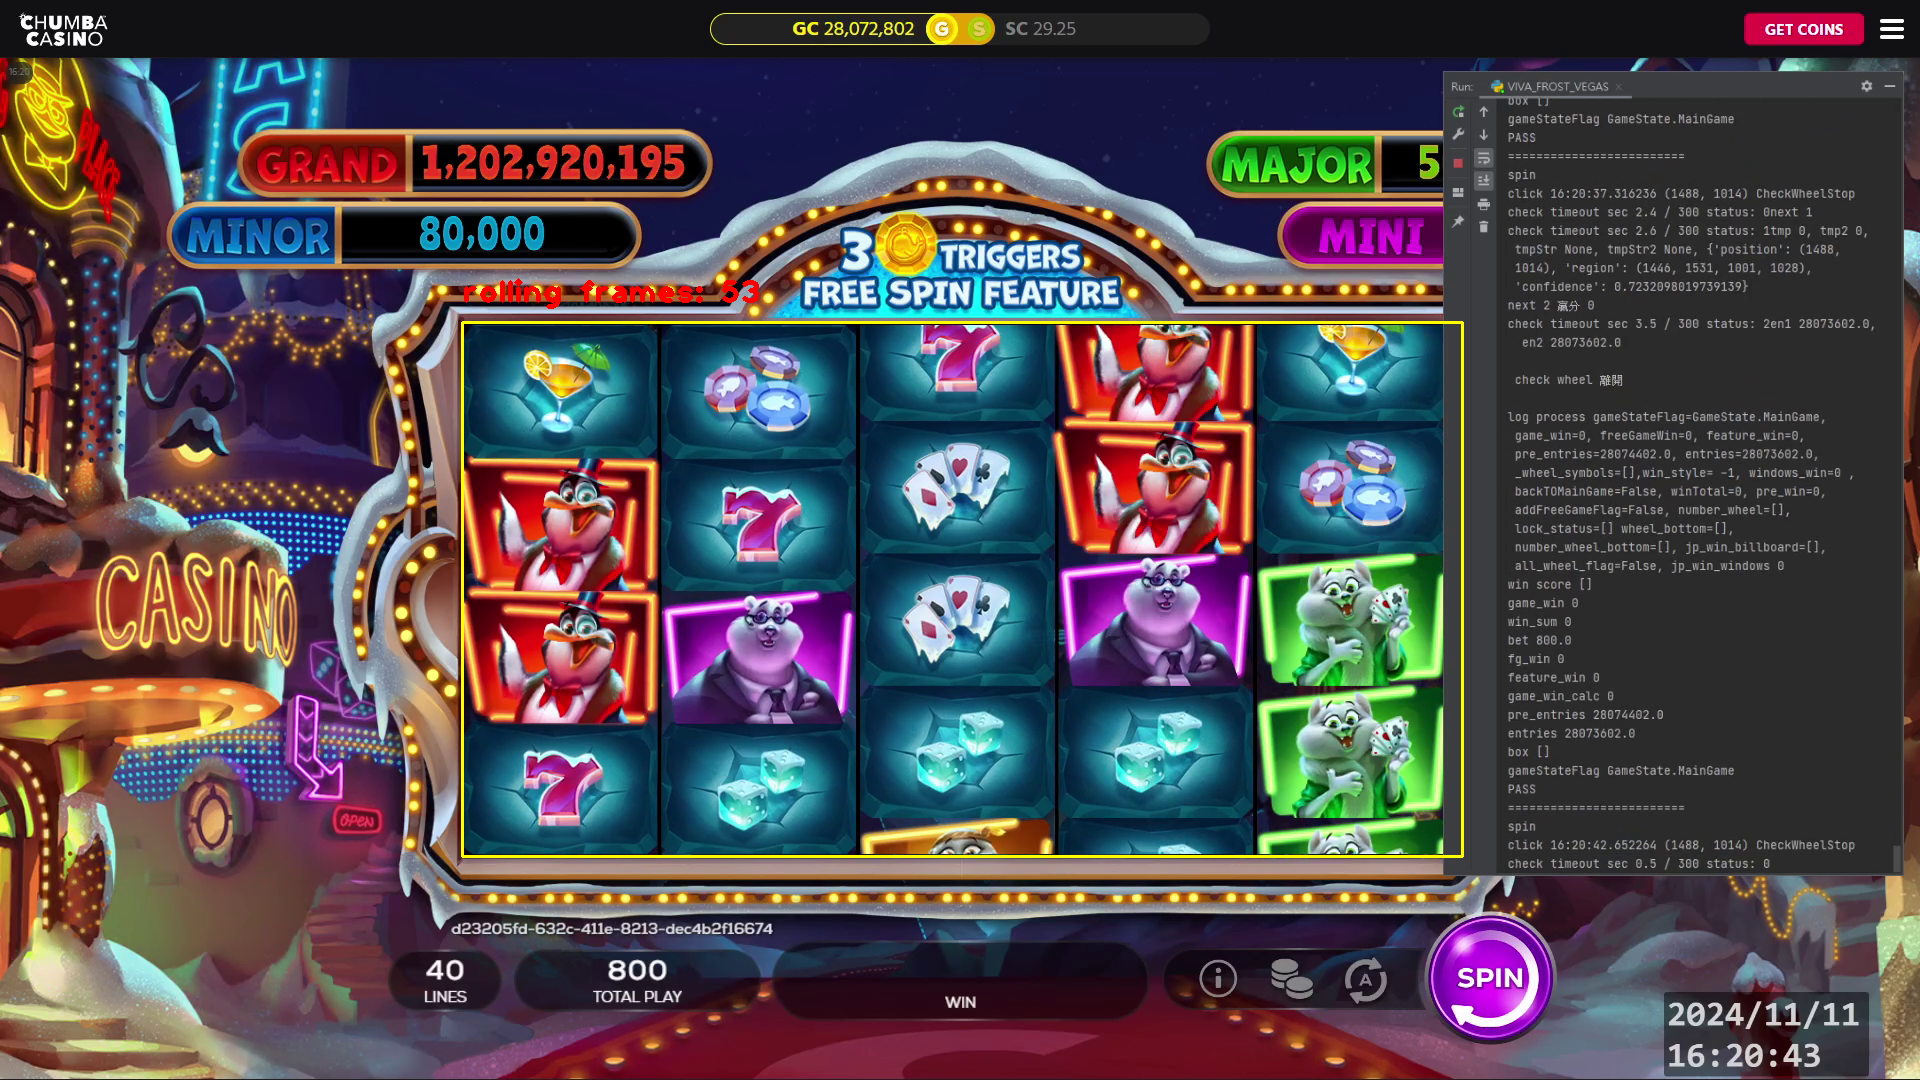 CHUMBA
CASINO
GC 28,072,802
G
S
SC 29.25
GET COINS
16:20
GRAND
1,202,920,195
MAJOR
5
MINOR
80,000
MINI
3 TRIGGERS
FREE SPIN FEATURE
rolling frames: 53
PLACE
CASINO
OPEN
Run:
VIVA_FROST_VEGAS
box []
gameStateFlag GameState.MainGame
PASS
=========================
spin
click 16:20:37.316236 (1488, 1014) CheckWheelStop
check timeout sec 2.4 / 300 status: 0next 1
check timeout sec 2.6 / 300 status: 1tmp 0, tmp2 0,
tmpStr None, tmpStr2 None, {'position': (1488,
1014), 'region': (1446, 1531, 1001, 1028),
'confidence': 0.7232098019739139}
next 2 贏分 0
check timeout sec 3.5 / 300 status: 2en1 28073602.0,
en2 28073602.0
check wheel 離開
log process gameStateFlag=GameState.MainGame,
game_win=0, freeGameWin=0, feature_win=0,
pre_entries=28074402.0, entries=28073602.0,
_wheel_symbols=[],win_style= -1, windows_win=0 ,
backTOMainGame=False, winTotal=0, pre_win=0,
addFreeGameFlag=False, number_wheel=[],
lock_status=[] wheel_bottom=[],
number_wheel_bottom=[], jp_win_billboard=[],
all_wheel_flag=False, jp_win_windows 0
win score []
game_win 0
win_sum 0
bet 800.0
fg_win 0
feature_win 0
game_win_calc 0
pre_entries 28074402.0
entries 28073602.0
box []
gameStateFlag GameState.MainGame
PASS
=========================
spin
click 16:20:42.652264 (1488, 1014) CheckWheelStop
check timeout sec 0.5 / 300 status: 0
d23205fd-632c-411e-8213-dec4b2f16674
40
LINES
800
TOTAL PLAY
WIN
A
SPIN
2024/11/11
16:20:43